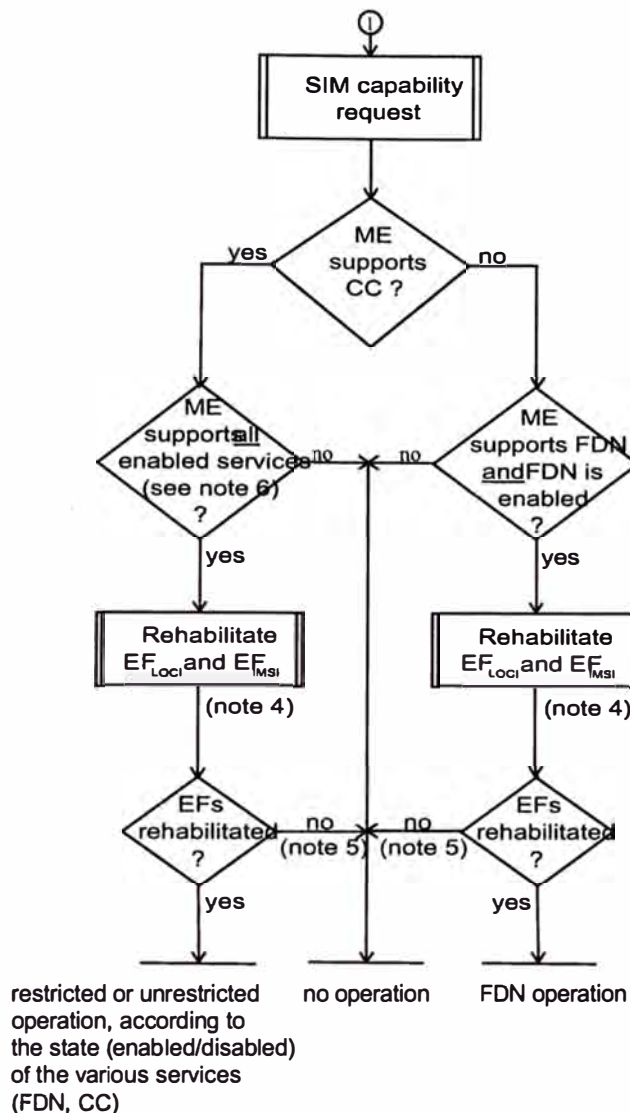 1
SIM capability
request
ME
supports
CC ?
yes
no
ME
supports all
enabled services
(see note 6)
?
no
no
ME
supports FDN
and FDN is
enabled
?
yes
yes
Rehabilitate
EFLOCI and EFIMSI
Rehabilitate
EFLOCI and EFIMSI
(note 4)
(note 4)
EFs
rehabilitated
?
no
(note 5)
no
(note 5)
EFs
rehabilitated
?
yes
yes
restricted or unrestricted
operation, according to
the state (enabled/disabled)
of the various services
(FDN, CC)
no operation
FDN operation